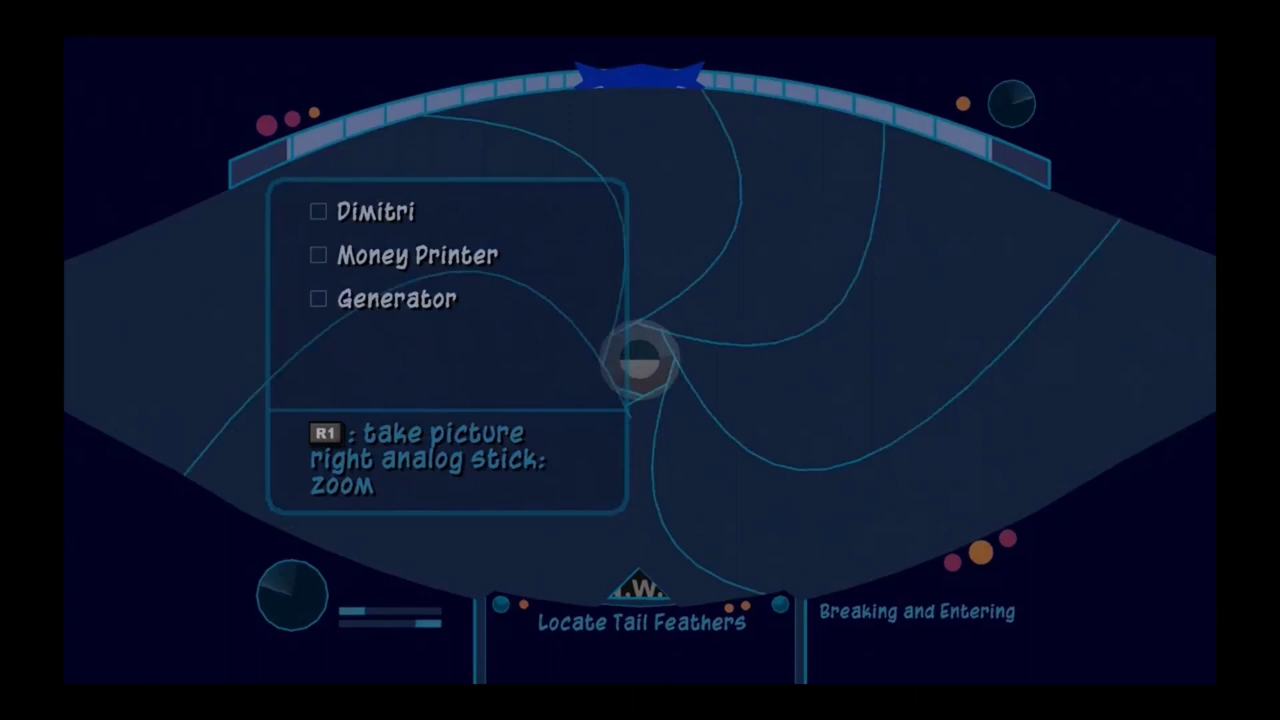 Dimitri
Money Printer
Generator
R1 : take picture
right analog stick:
zoom
.W.
Locate Tail Feathers
Breaking and Entering